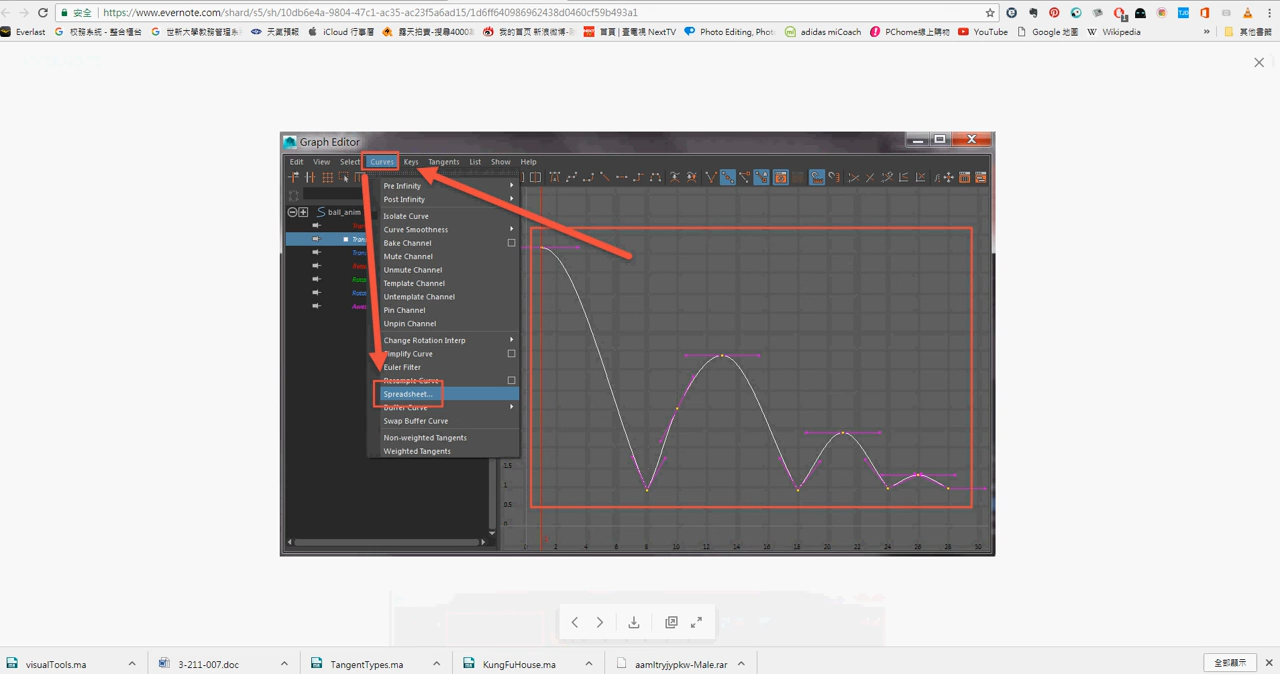 安全 https://www.evernote.com/shard/s5/sh/10db6e4a-9804-47c1-ac35-ac23f5a6ad15/1d6ff640986962438d0460cf59b493a1
Everlast 校務系統 - 整合櫃台 世新大學教務管理系 天氣預報 iCloud 行事曆 露天拍賣-搜尋4000 我的首页 新浪微博- 首頁 | 壹電視 NextTV Photo Editing, Phot adidas miCoach PChome線上購物 YouTube Google 地圖 Wikipedia » 其他書籤
Graph Editor
Edit View Select Curves Keys Tangents List Show Help
Pre Infinity
Post Infinity
ball_anim
Isolate Curve
Curve Smoothness
Bake Channel
Mute Channel
Unmute Channel
Template Channel
Untemplate Channel
Pin Channel
Unpin Channel
Change Rotation Interp
Simplify Curve
Euler Filter
Resample Curve
Spreadsheet...
Buffer Curve
Swap Buffer Curve
Non-weighted Tangents
Weighted Tangents
1.5
1
0.5
0
0 2 4 6 8 10 12 14 16 18 20 22 24 26 28 30
visualTools.ma 3-211-007.doc TangentTypes.ma KungFuHouse.ma aamltryjypkw-Male.rar 全部顯示